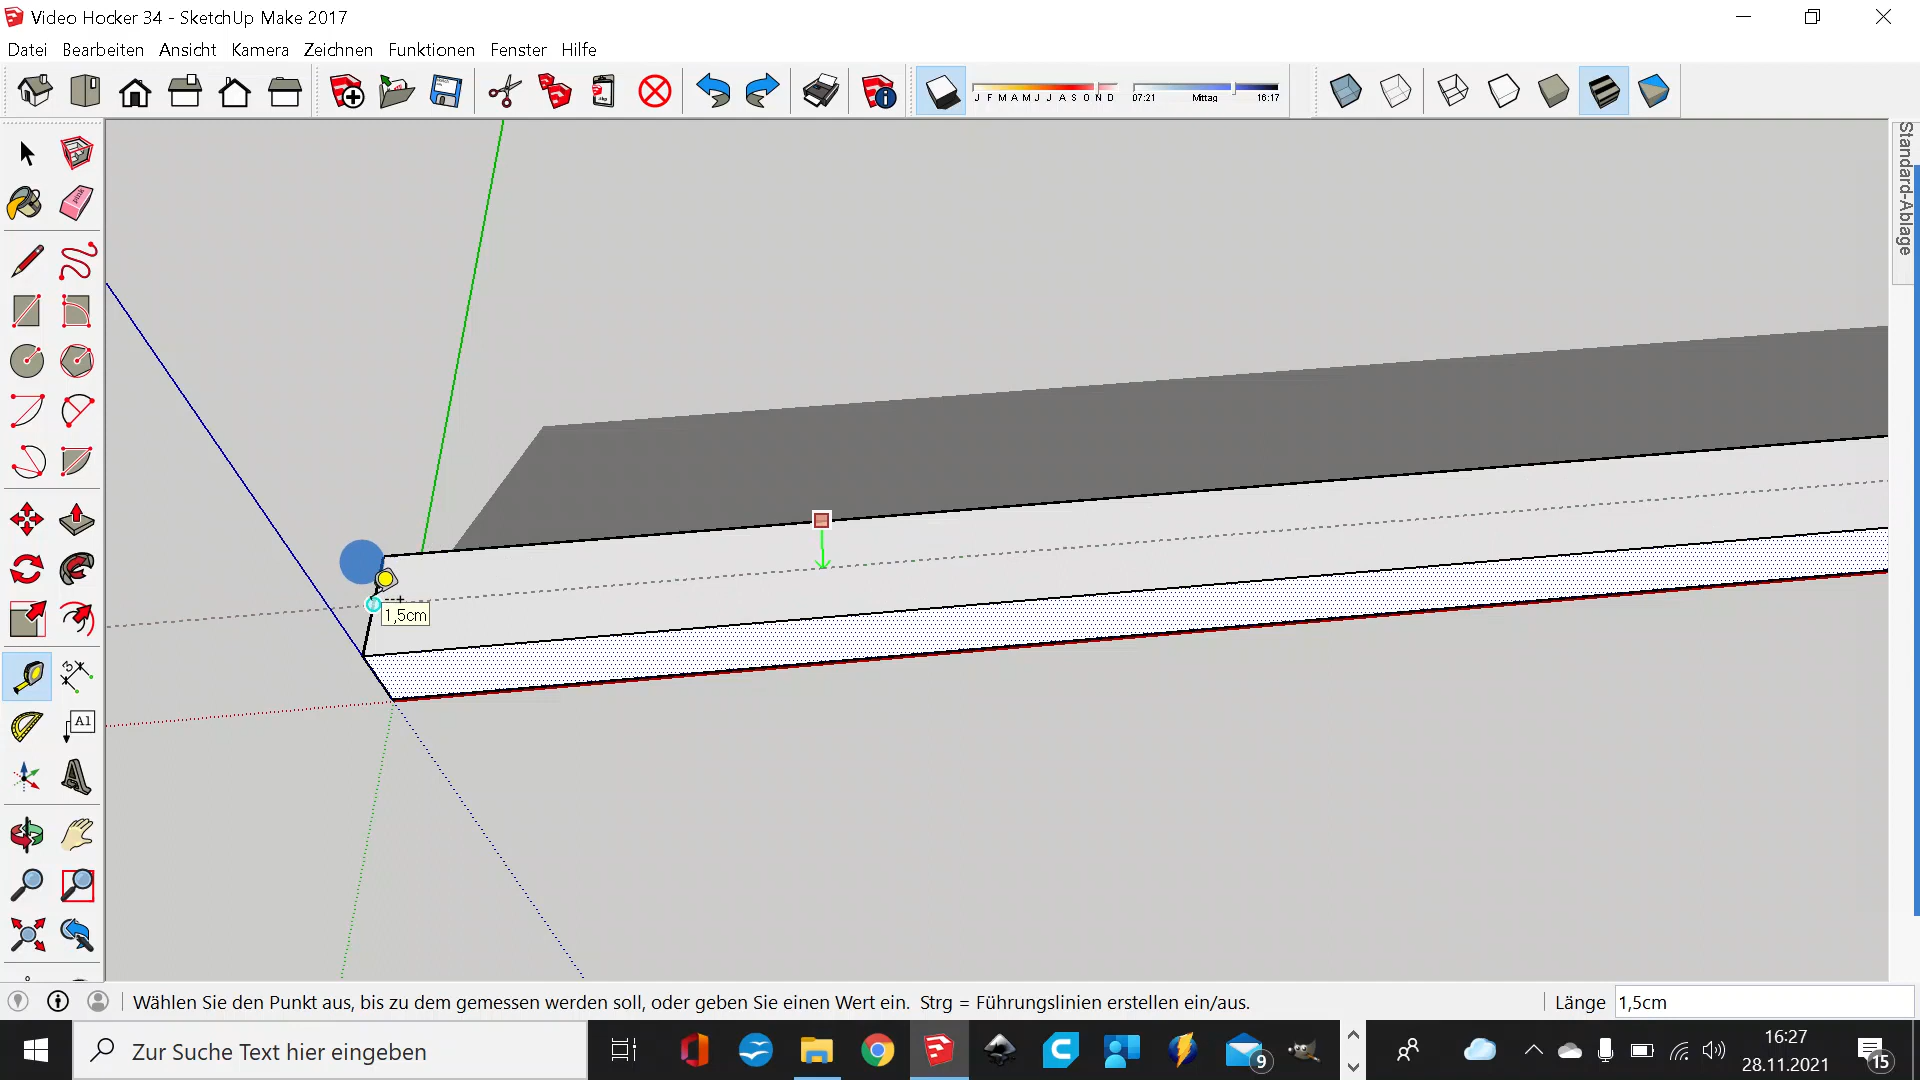 Video Hocker 34 - SketchUp Make 2017
Datei Bearbeiten Ansicht Kamera Zeichnen Funktionen Fenster Hilfe
J F M A M J J A S O N D
07:21 Mittag 16:17
Standard-Ablage
A1
1,5cm
Wählen Sie den Punkt aus, bis zu dem gemessen werden soll, oder geben Sie einen Wert ein. Strg = Führungslinien erstellen ein/aus.
Länge 1,5cm
Zur Suche Text hier eingeben
9
16:27
28.11.2021
15